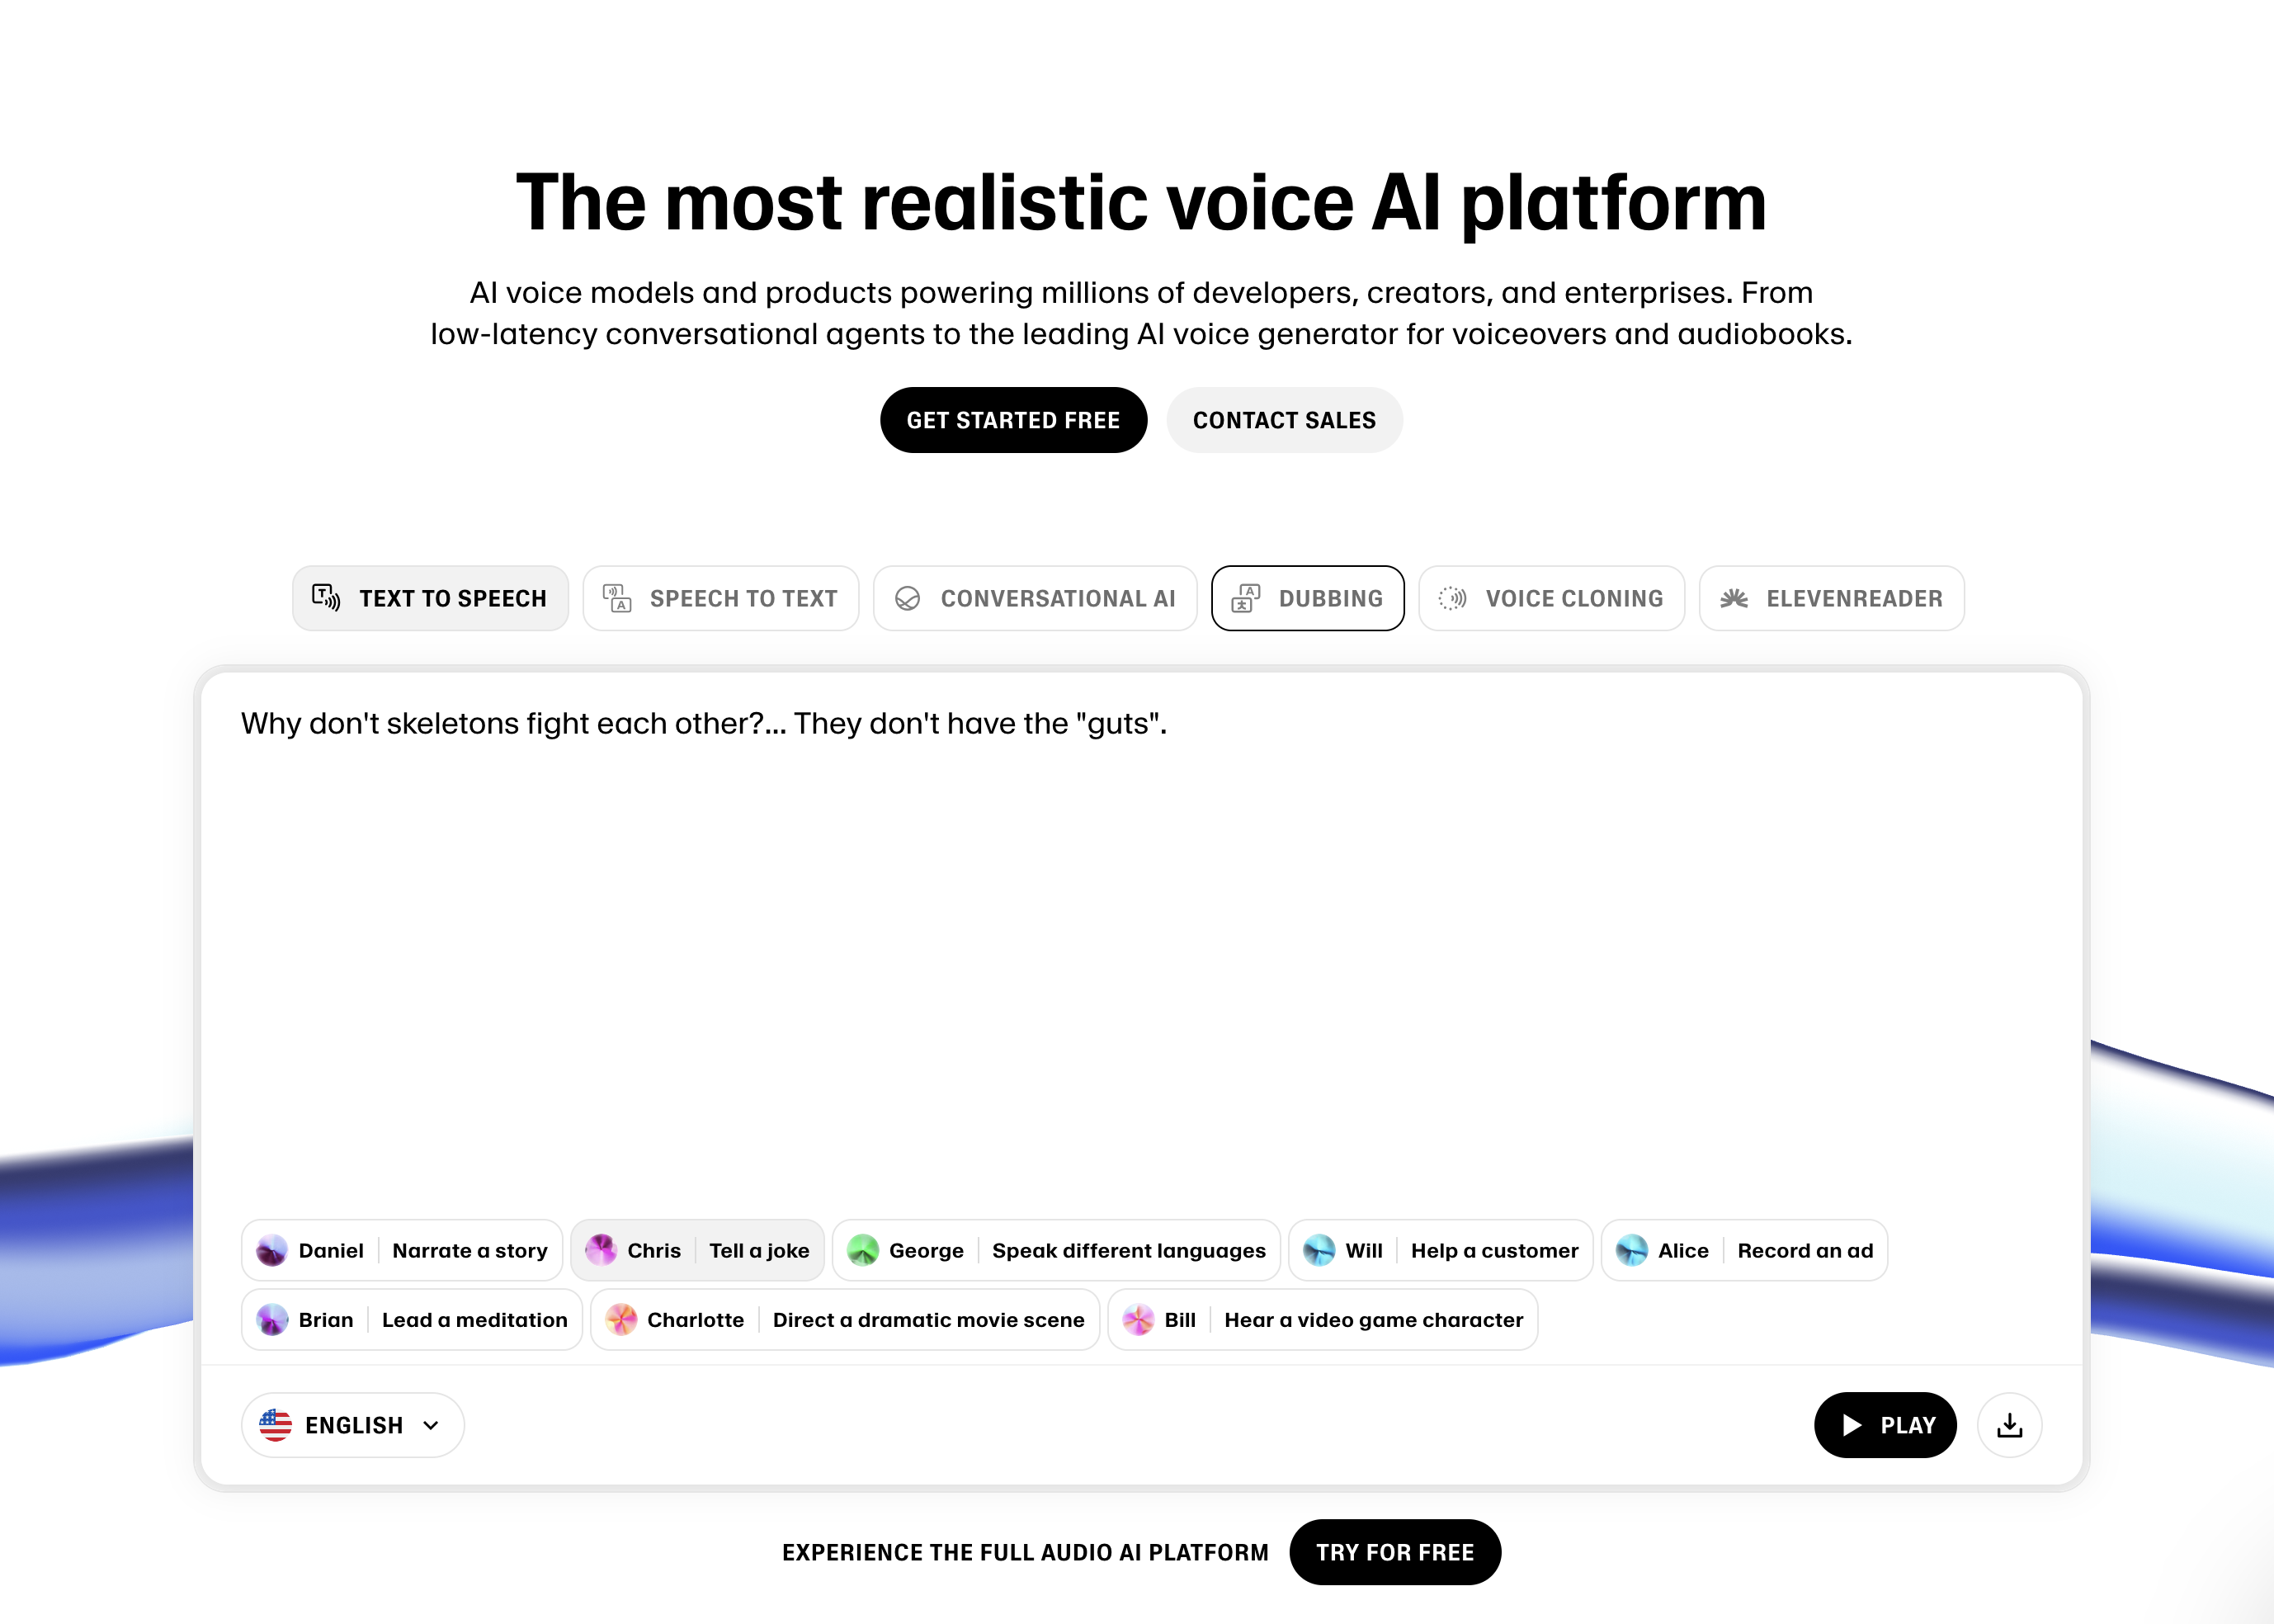 The most realistic voice AI platform
AI voice models and products powering millions of developers, creators, and enterprises. From
low-latency conversational agents to the leading AI voice generator for voiceovers and audiobooks.
GET STARTED FREE CONTACT SALES
TEXT TO SPEECH SPEECH TO TEXT CONVERSATIONAL AI DUBBING VOICE CLONING ELEVENREADER
Why don't skeletons fight each other?... They don't have the "guts".
Daniel Narrate a story Chris Tell a joke George Speak different languages Will Help a customer Alice Record an ad
Brian Lead a meditation Charlotte Direct a dramatic movie scene Bill Hear a video game character
ENGLISH PLAY
EXPERIENCE THE FULL AUDIO AI PLATFORM TRY FOR FREE